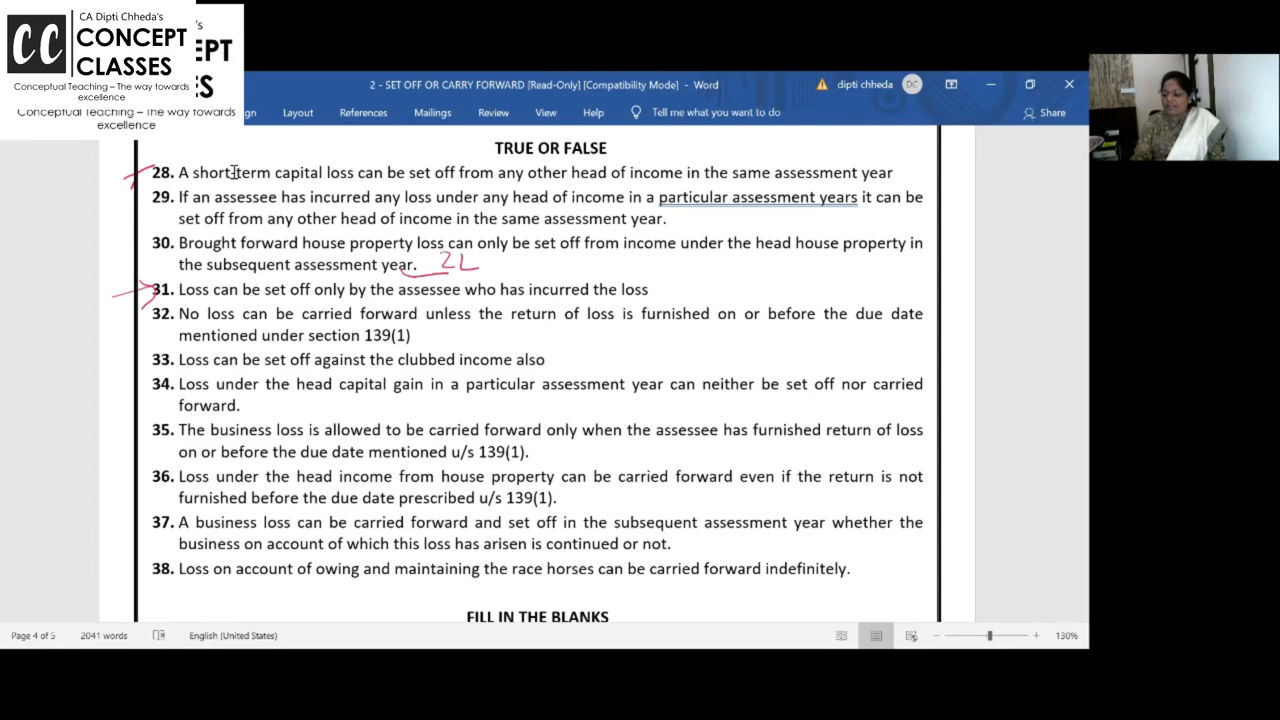 CA Dipti Chheda's
CONCEPT
CLASSES
CC
Conceptual Teaching – The way towards
excellence
's
EPT
S
Conceptual Teaching – The way towards
excellence
2 - SET OFF OR CARRY FORWARD [Read-Only] [Compatibility Mode] - Word
dipti chheda
DC
gn Layout References Mailings Review View Help Tell me what you want to do Share
TRUE OR FALSE
28. A short-term capital loss can be set off from any other head of income in the same assessment year
29. If an assessee has incurred any loss under any head of income in a particular assessment years it can be
set off from any other head of income in the same assessment year.
30. Brought forward house property loss can only be set off from income under the head house property in
the subsequent assessment year. 2L
31. Loss can be set off only by the assessee who has incurred the loss
32. No loss can be carried forward unless the return of loss is furnished on or before the due date
mentioned under section 139(1)
33. Loss can be set off against the clubbed income also
34. Loss under the head capital gain in a particular assessment year can neither be set off nor carried
forward.
35. The business loss is allowed to be carried forward only when the assessee has furnished return of loss
on or before the due date mentioned u/s 139(1).
36. Loss under the head income from house property can be carried forward even if the return is not
furnished before the due date prescribed u/s 139(1).
37. A business loss can be carried forward and set off in the subsequent assessment year whether the
business on account of which this loss has arisen is continued or not.
38. Loss on account of owing and maintaining the race horses can be carried forward indefinitely.
FILL IN THE BLANKS
Page 4 of 5 2041 words English (United States) 130%